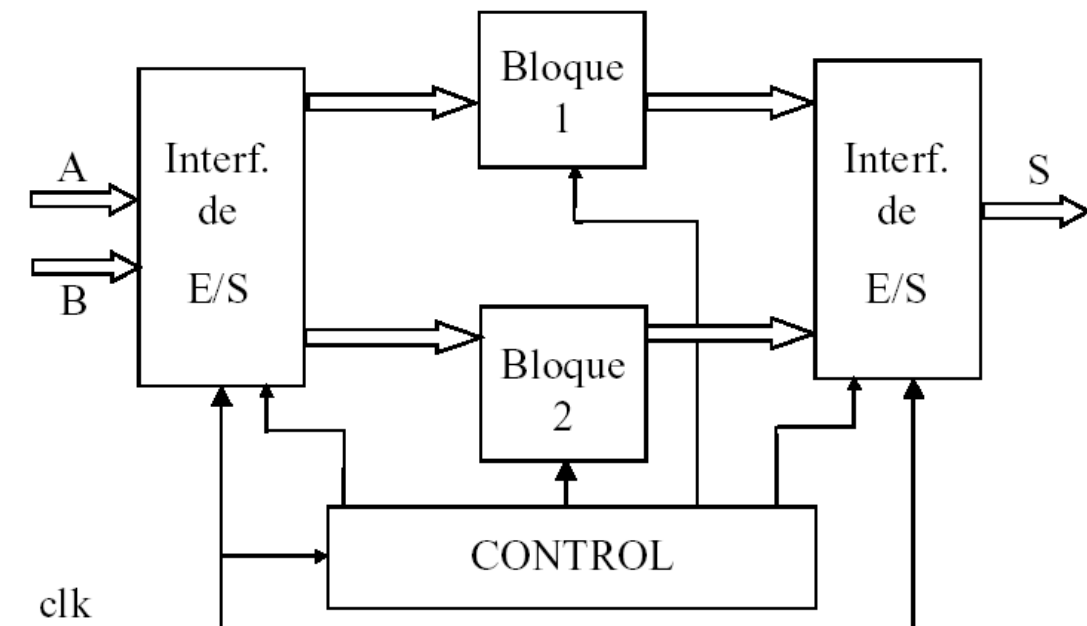 Bloque
1
Interf.
de
E/S
Interf.
de
E/S
A
S
B
Bloque
2
CONTROL
clk